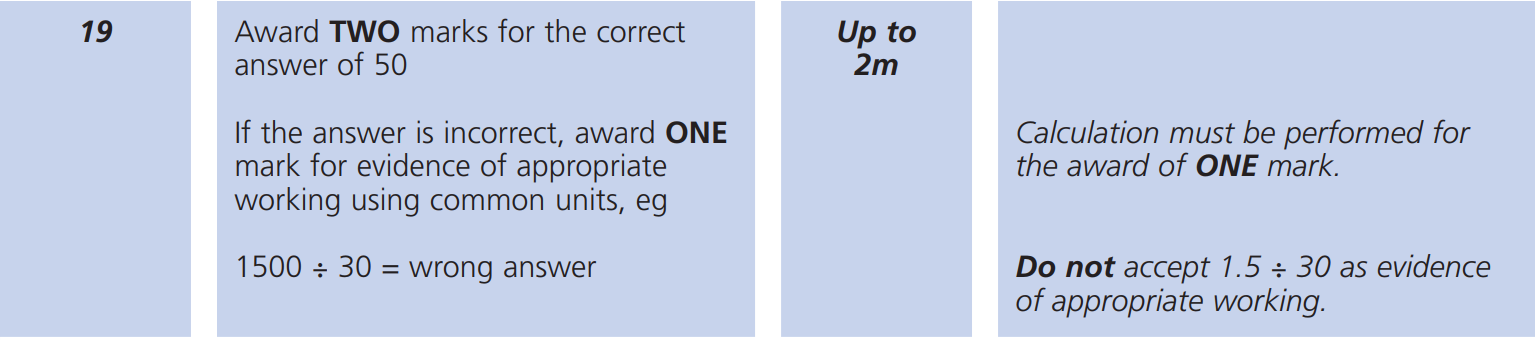 19
Award TWO marks for the correct
answer of 50
If the answer is incorrect, award ONE
mark for evidence of appropriate
working using common units, eg
1500 ÷ 30 = wrong answer
Up to
2m
Calculation must be performed for
the award of ONE mark.
Do not accept 1.5 ÷ 30 as evidence
of appropriate working.